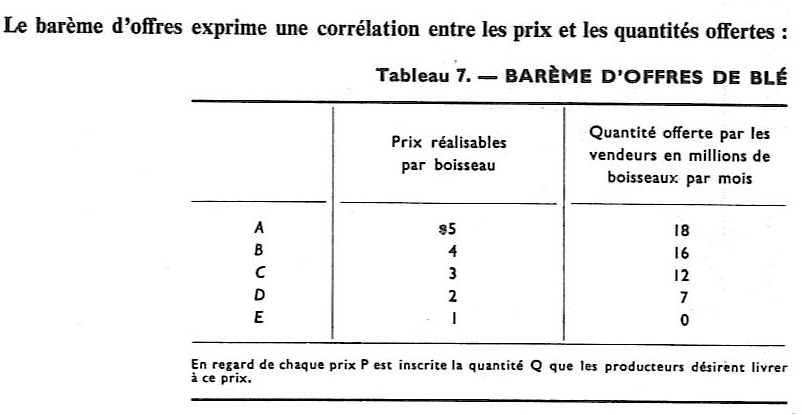 Le barème d'offres exprime une corrélation entre les prix et les quantités offertes :
Tableau 7. — BARÈME D'OFFRES DE BLÉ
Prix réalisables
par boisseau
Quantité offerte par les
vendeurs en millions de
boisseaux par mois
A $5 18
B 4 16
C 3 12
D 2 7
E 1 0
En regard de chaque prix P est inscrite la quantité Q que les producteurs désirent livrer
à ce prix.